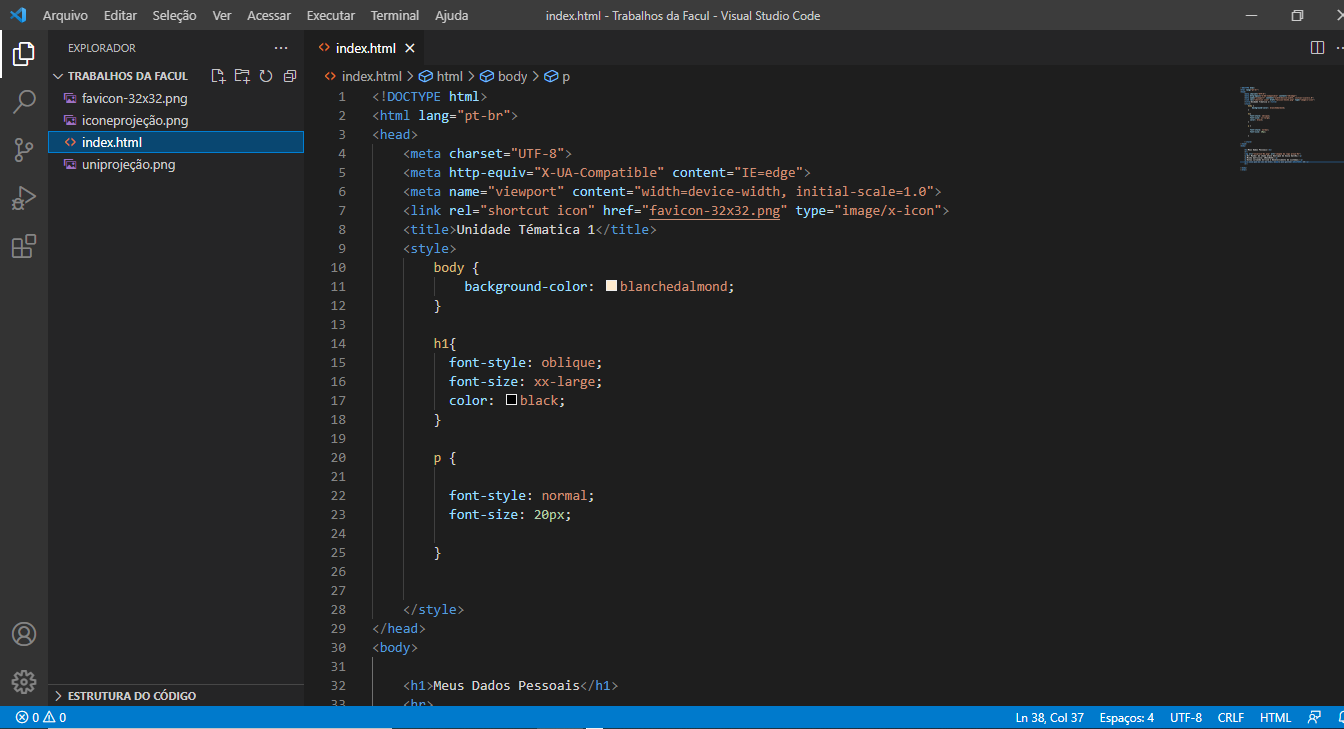 Arquivo Editar Seleção Ver Acessar Executar Terminal Ajuda index.html - Trabalhos da Facul - Visual Studio Code
EXPLORADOR
TRABALHOS DA FACUL
favicon-32x32.png
iconeprojeção.png
index.html
uniprojeção.png
ESTRUTURA DO CÓDIGO
index.html
index.html > html > body > p
1 <!DOCTYPE html>
2 <html lang="pt-br">
3 <head>
4 <meta charset="UTF-8">
5 <meta http-equiv="X-UA-Compatible" content="IE=edge">
6 <meta name="viewport" content="width=device-width, initial-scale=1.0">
7 <link rel="shortcut icon" href="favicon-32x32.png" type="image/x-icon">
8 <title>Unidade Tématica 1</title>
9 <style>
10 body {
11 background-color: blanchedalmond;
12 }
13
14 h1{
15 font-style: oblique;
16 font-size: xx-large;
17 color: black;
18 }
19
20 p {
21
22 font-style: normal;
23 font-size: 20px;
24
25 }
26
27
28 </style>
29 </head>
30 <body>
31
32 <h1>Meus Dados Pessoais</h1>
33 <hr>
0 0 Ln 38, Col 37 Espaços: 4 UTF-8 CRLF HTML